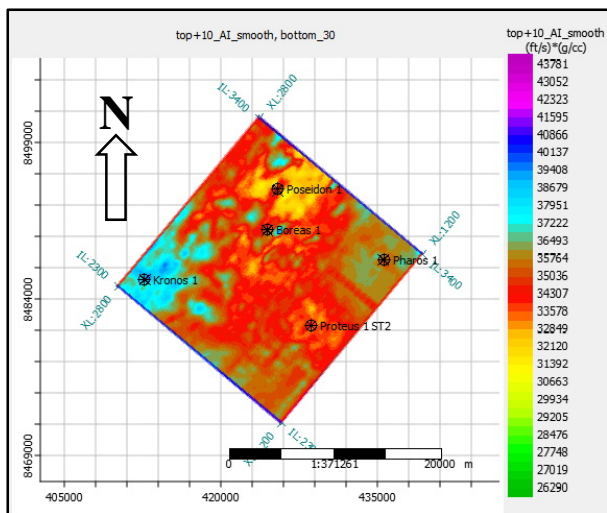 top+10_AI_smooth, bottom_30
top+10_AI_smooth
(ft/s)*(g/cc)
43781
43052
42323
41595
40866
40137
39408
38679
37951
37222
36493
35764
35036
34307
33578
32849
32120
31392
30663
29934
29205
28476
27748
27019
26290
N
IL:3400
XL:2800
Poseidon 1
Boreas 1
Pharos 1
Kronos 1
Proteus 1 ST2
XL:1200
IL:3400
IL:2300
XL:2800
8499000
8484000
8469000
0
1:371261
20000 m
405000
420000
435000